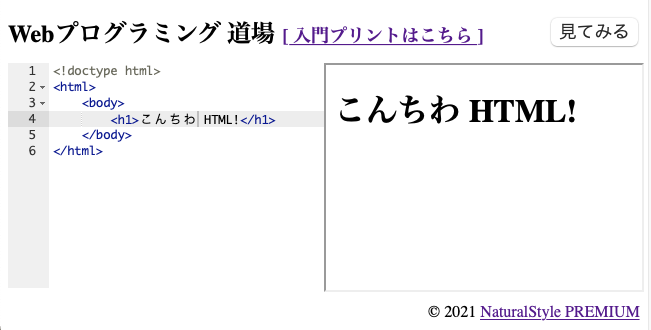 Webプログラミング 道場 [ 入門プリントはこちら ]
見てみる
1 <!doctype html>
2 <html>
3 <body>
4 <h1>こんちわ HTML!</h1>
5 </body>
6 </html>
こんちわ HTML!
© 2021 NaturalStyle PREMIUM